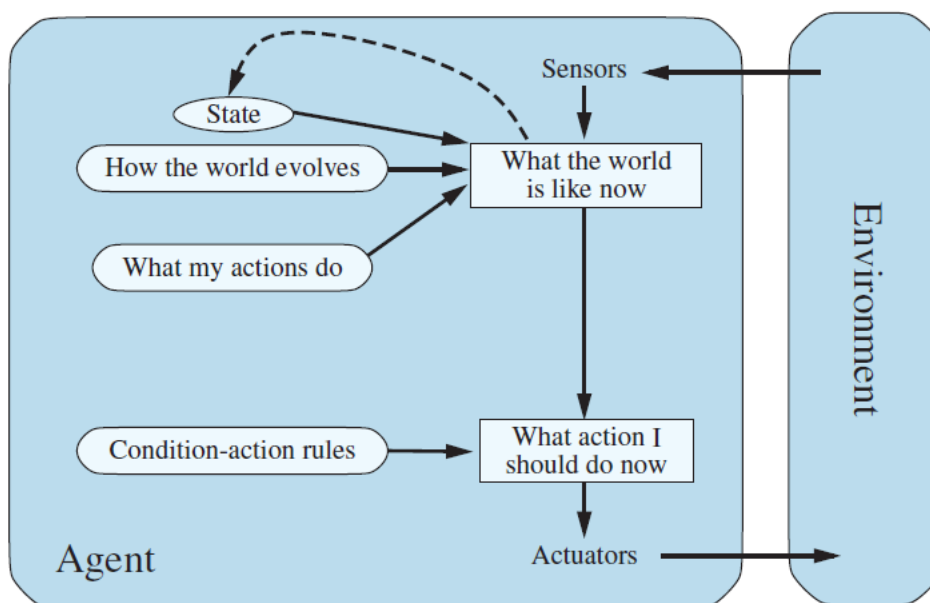 Sensors
State
How the world evolves
What the world
is like now
What my actions do
Environment
Condition-action rules
What action I
should do now
Agent
Actuators